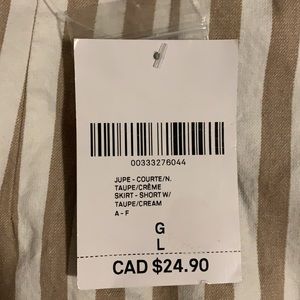 00333276044
JUPE - COURTE/N.
TAUPE/CRÈME
SKIRT - SHORT W/
TAUPE/CREAM
A - F
G
L
CAD $24.90